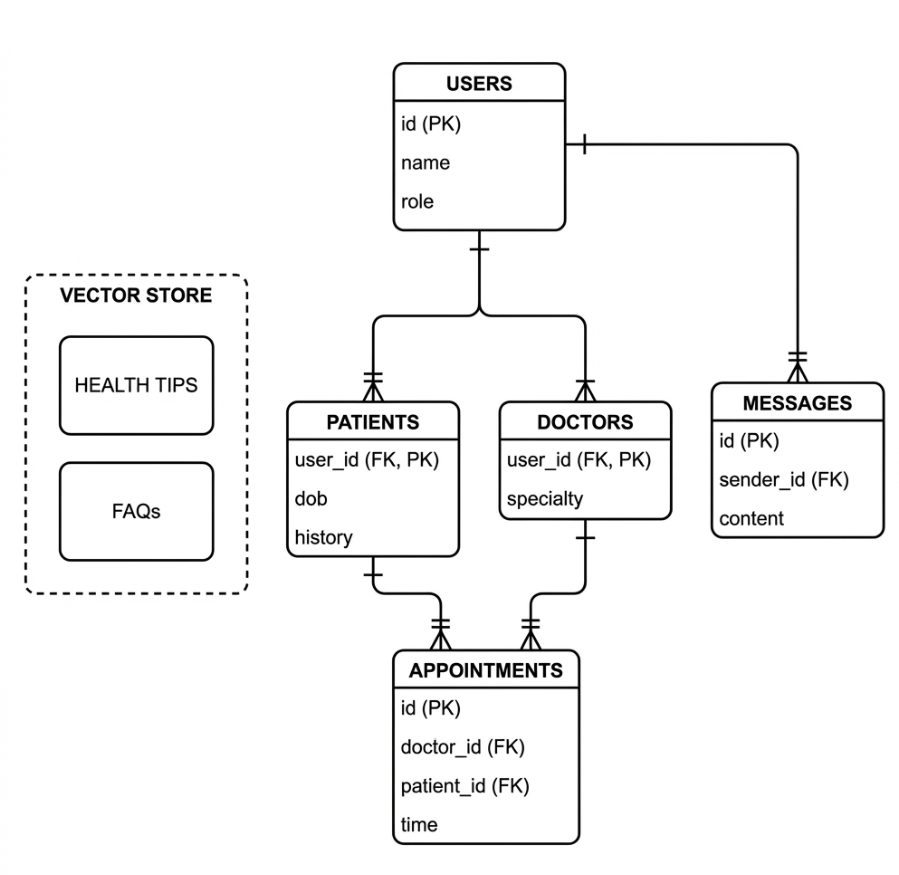 USERS
id (PK)
name
role
VECTOR STORE
HEALTH TIPS
FAQs
PATIENTS
user_id (FK, PK)
dob
history
DOCTORS
user_id (FK, PK)
specialty
MESSAGES
id (PK)
sender_id (FK)
content
APPOINTMENTS
id (PK)
doctor_id (FK)
patient_id (FK)
time